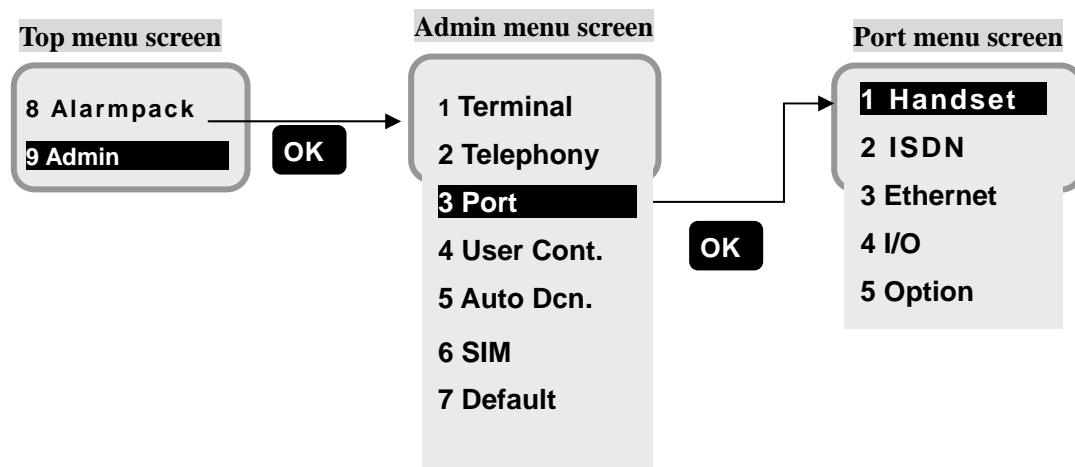 Top menu screen
8 Alarmpack
9 Admin
OK
Admin menu screen
1 Terminal
2 Telephony
3 Port
4 User Cont.
5 Auto Dcn.
6 SIM
7 Default
OK
Port menu screen
1 Handset
2 ISDN
3 Ethernet
4 I/O
5 Option